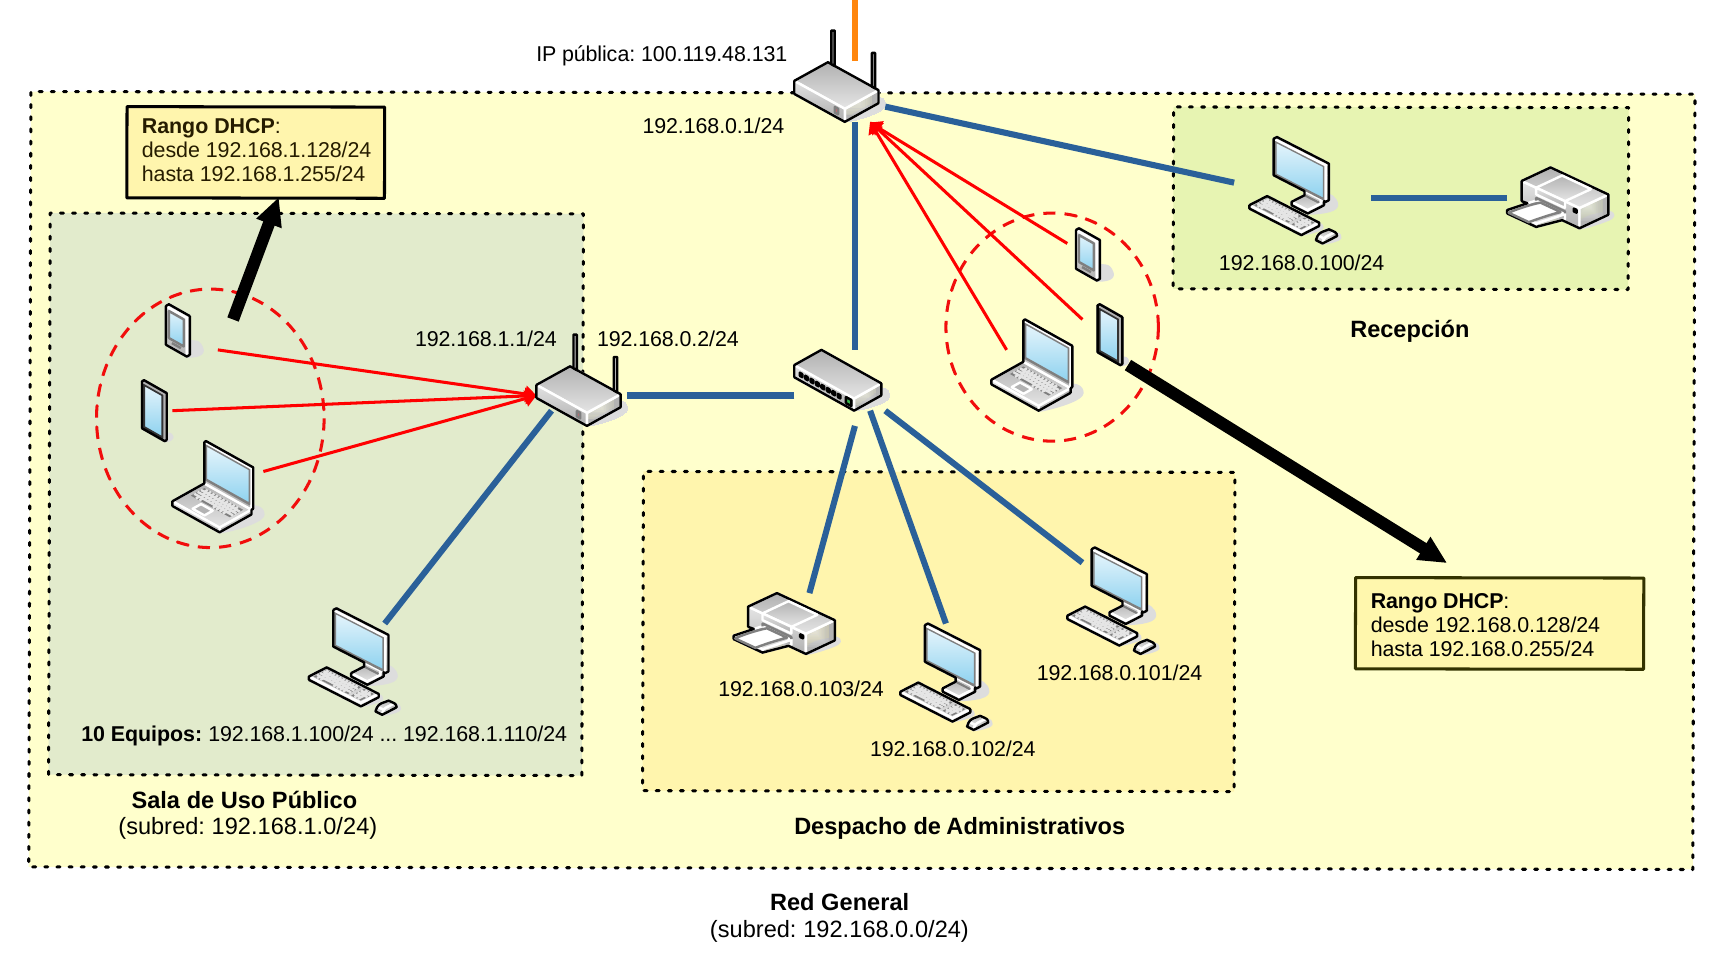 IP pública: 100.119.48.131
192.168.0.1/24
Rango DHCP:
desde 192.168.1.128/24
hasta 192.168.1.255/24
192.168.0.100/24
Recepción
192.168.1.1/24
192.168.0.2/24
Rango DHCP:
desde 192.168.0.128/24
hasta 192.168.0.255/24
192.168.0.101/24
192.168.0.103/24
192.168.0.102/24
10 Equipos: 192.168.1.100/24 ... 192.168.1.110/24
Sala de Uso Público
(subred: 192.168.1.0/24)
Despacho de Administrativos
Red General
(subred: 192.168.0.0/24)